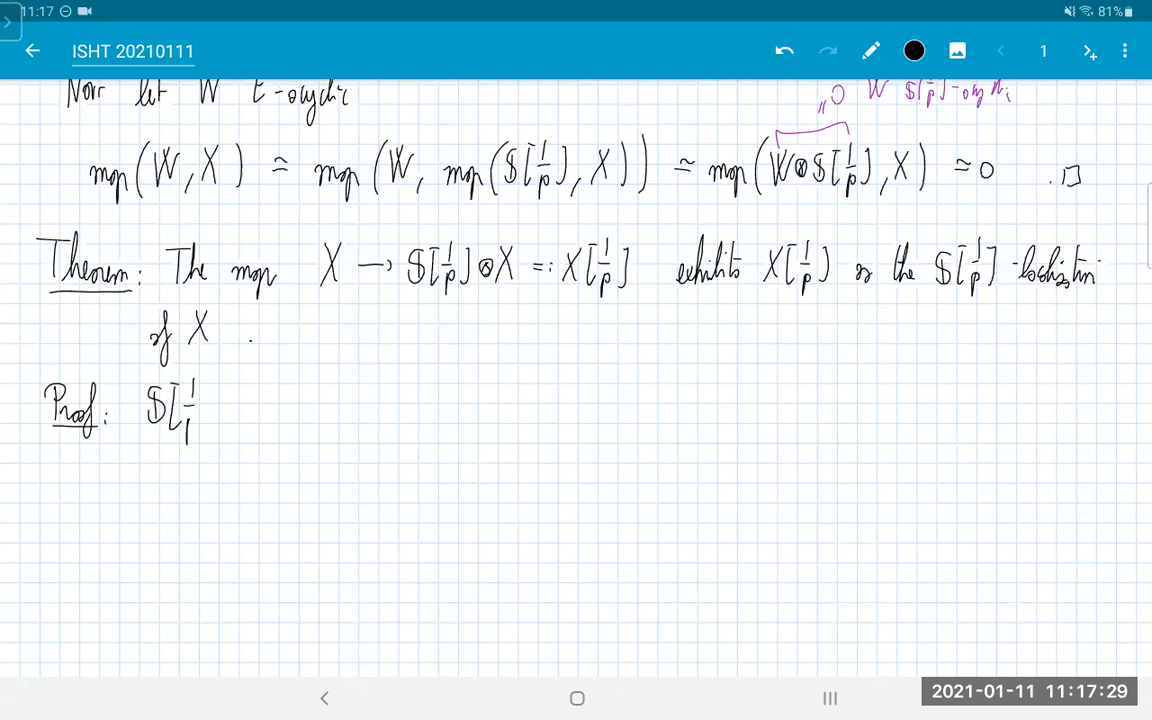 11:17
81%
ISHT 20210111
1
Now let W E-acyclic
0 W 𝕊[1/p]-acyclic
map(W, X) ≃ map(W, map(𝕊[1/p], X)) ≃ map(W⊗𝕊[1/p], X) ≃ 0 . □
Theorem: The map X → 𝕊[1/p]⊗X =: X[1/p] exhibits X[1/p] as the 𝕊[1/p]-localization
of X .
Proof: 𝕊[1/p
2021-01-11 11:17:29